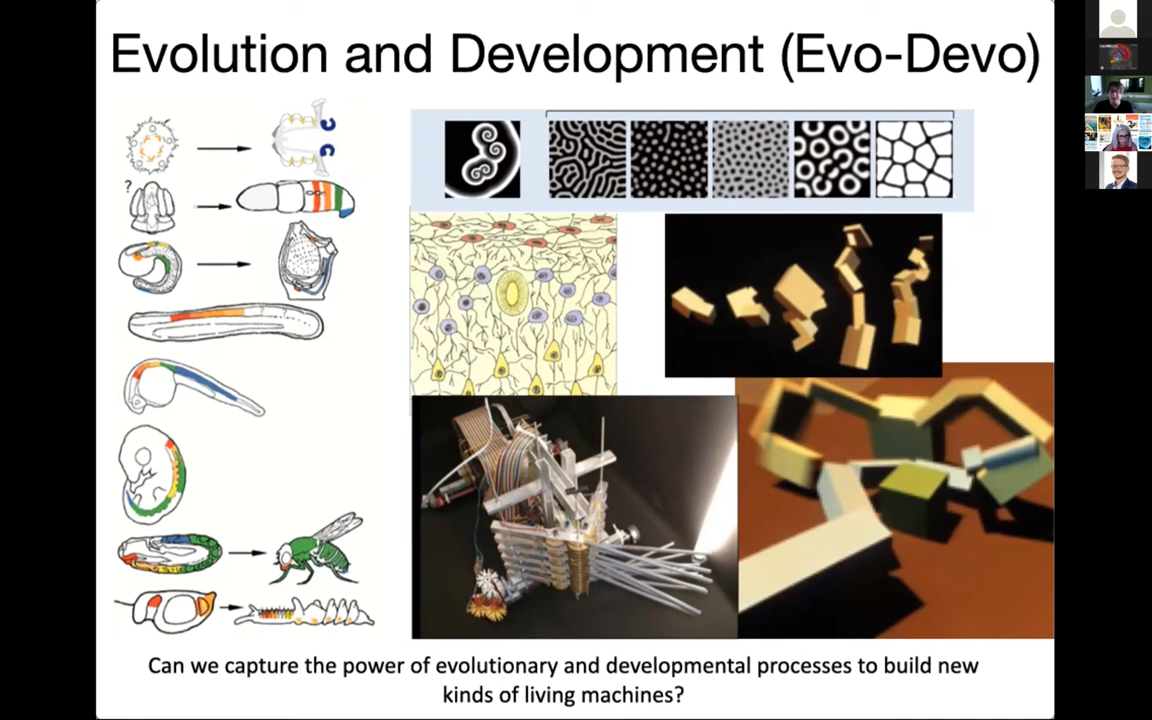 Evolution and Development (Evo-Devo)
?
Can we capture the power of evolutionary and developmental processes to build new
kinds of living machines?